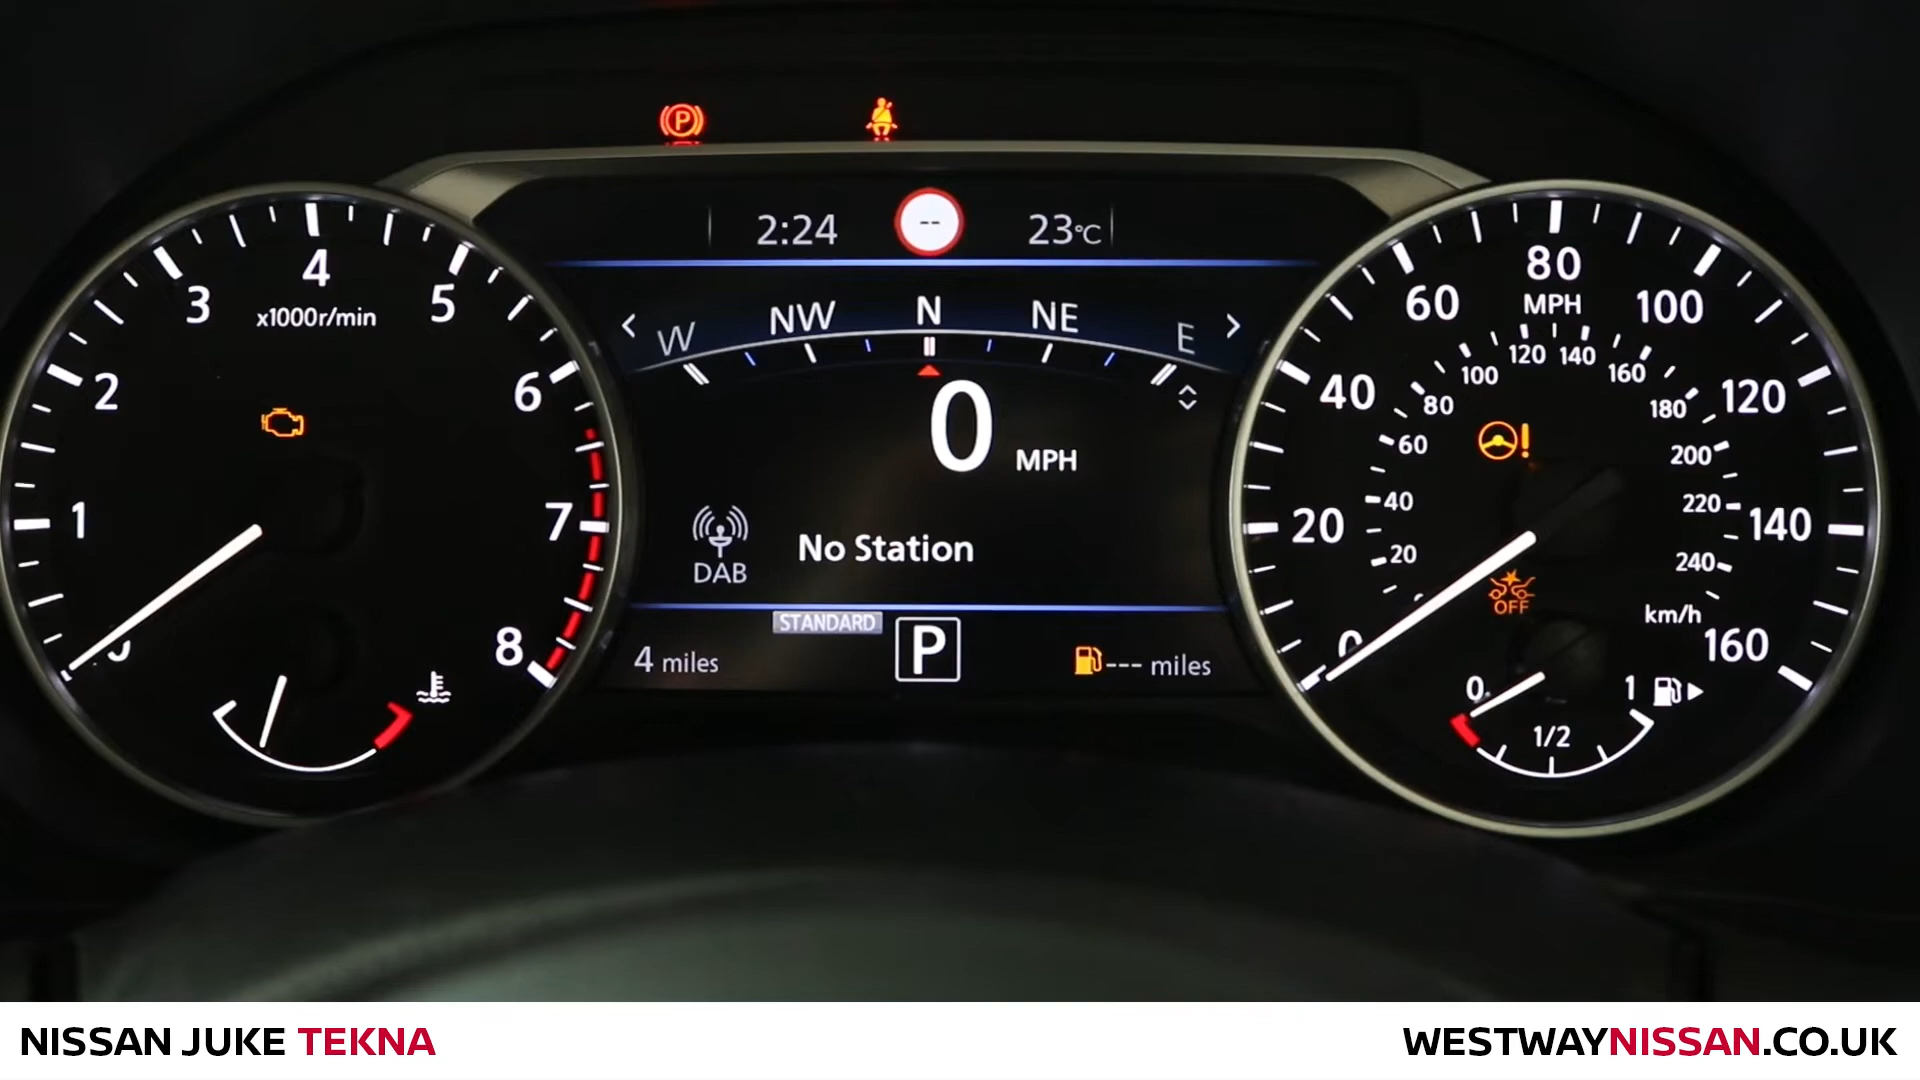 P
2:24
--
23°C
W NW N NE E
0 MPH
DAB
No Station
STANDARD
4 miles
P
--- miles
0
1
2
3
4
5
6
7
8
x1000r/min
0
20
40
60
80
100
120
140
160
MPH
20
40
60
80
100
120
140
160
180
200
220
240
km/h
OFF
0
1/2
1
NISSAN JUKE TEKNA
WESTWAYNISSAN.CO.UK